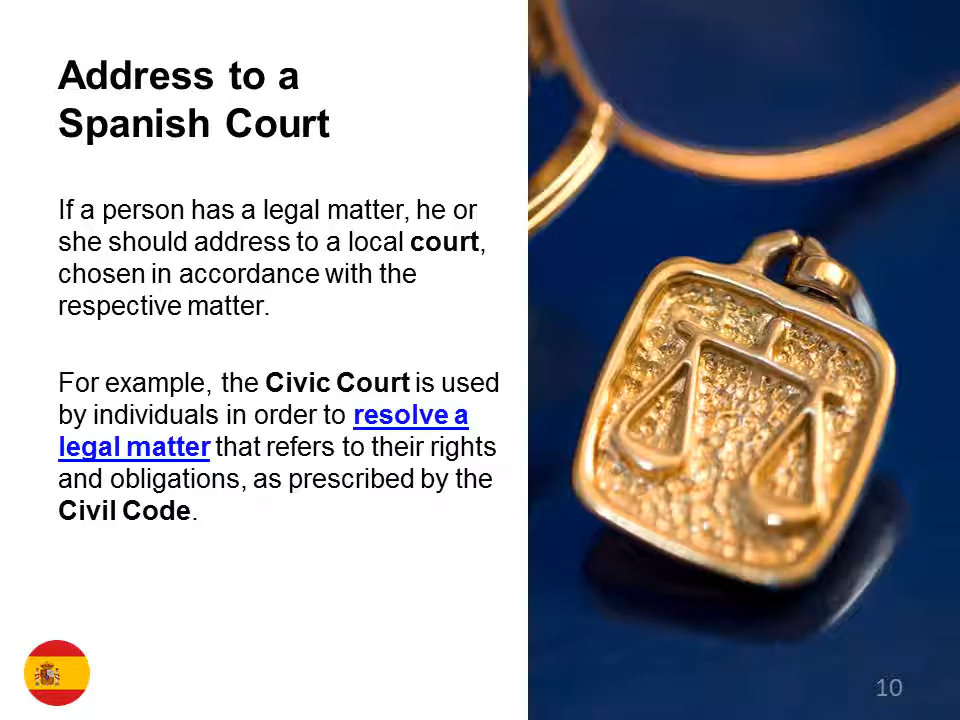 Address to a
Spanish Court
If a person has a legal matter, he or
she should address to a local court,
chosen in accordance with the
respective matter.
For example, the Civic Court is used
by individuals in order to resolve a
legal matter that refers to their rights
and obligations, as prescribed by the
Civil Code.
10